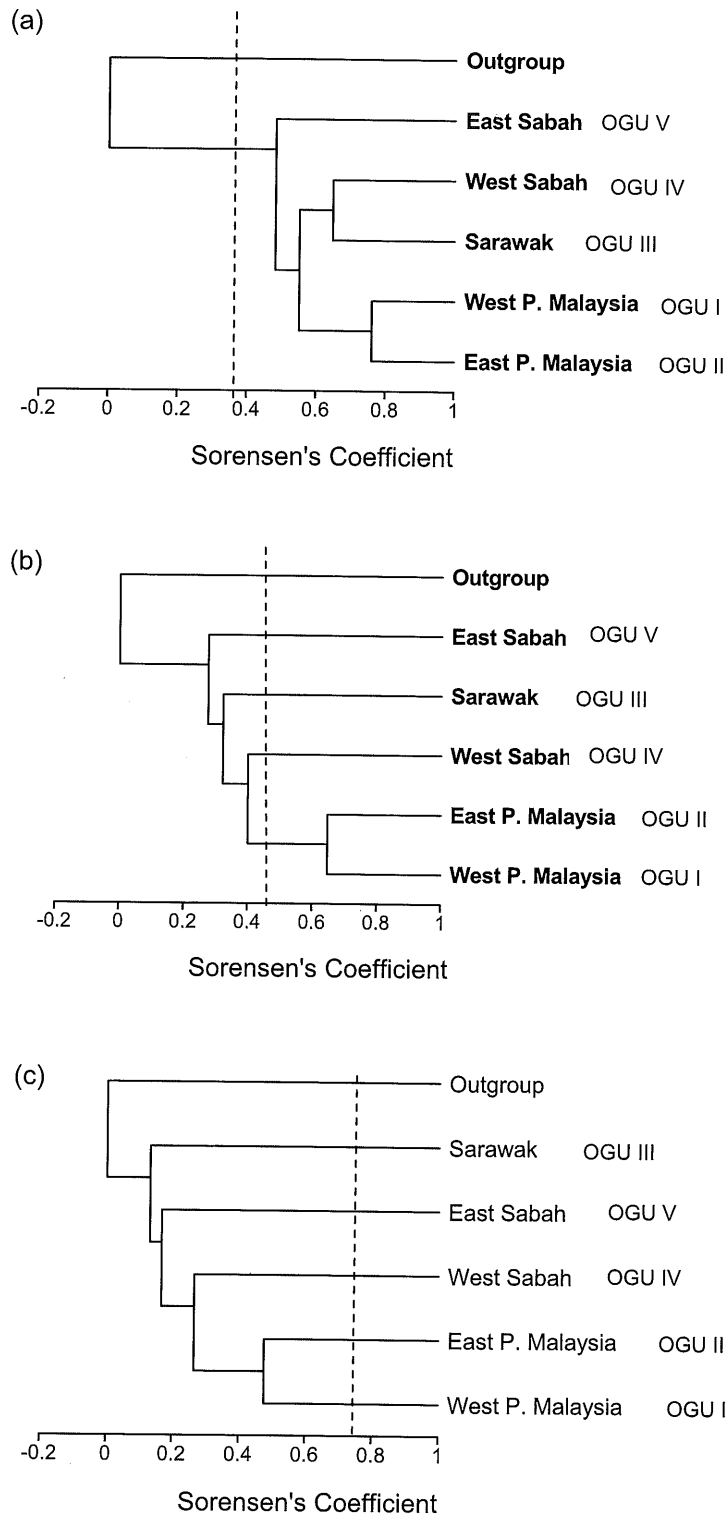 (a)
Outgroup
East Sabah OGU V
West Sabah OGU IV
Sarawak OGU III
West P. Malaysia OGU I
East P. Malaysia OGU II
-0.2 0 0.2 0.4 0.6 0.8 1
Sorensen's Coefficient
(b)
Outgroup
East Sabah OGU V
Sarawak OGU III
West Sabah OGU IV
East P. Malaysia OGU II
West P. Malaysia OGU I
-0.2 0 0.2 0.4 0.6 0.8 1
Sorensen's Coefficient
(c)
Outgroup
Sarawak OGU III
East Sabah OGU V
West Sabah OGU IV
East P. Malaysia OGU II
West P. Malaysia OGU I
-0.2 0 0.2 0.4 0.6 0.8 1
Sorensen's Coefficient